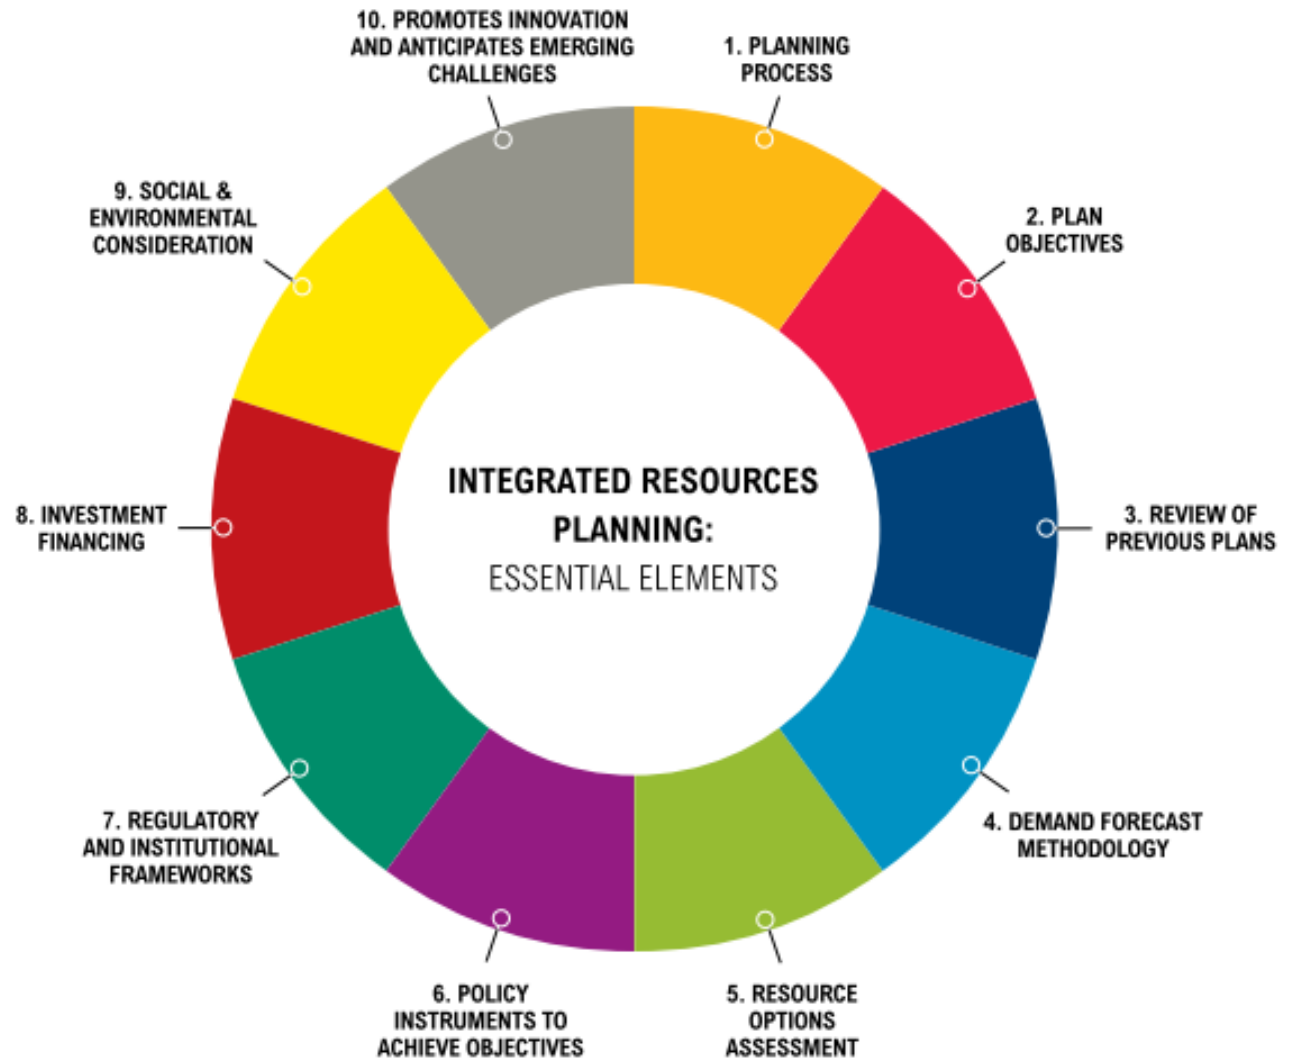 10. PROMOTES INNOVATION
AND ANTICIPATES EMERGING
CHALLENGES
1. PLANNING
PROCESS
2. PLAN
OBJECTIVES
3. REVIEW OF
PREVIOUS PLANS
4. DEMAND FORECAST
METHODOLOGY
5. RESOURCE
OPTIONS
ASSESSMENT
6. POLICY
INSTRUMENTS TO
ACHIEVE OBJECTIVES
7. REGULATORY
AND INSTITUTIONAL
FRAMEWORKS
8. INVESTMENT
FINANCING
9. SOCIAL &
ENVIRONMENTAL
CONSIDERATION
INTEGRATED RESOURCES
PLANNING:
ESSENTIAL ELEMENTS